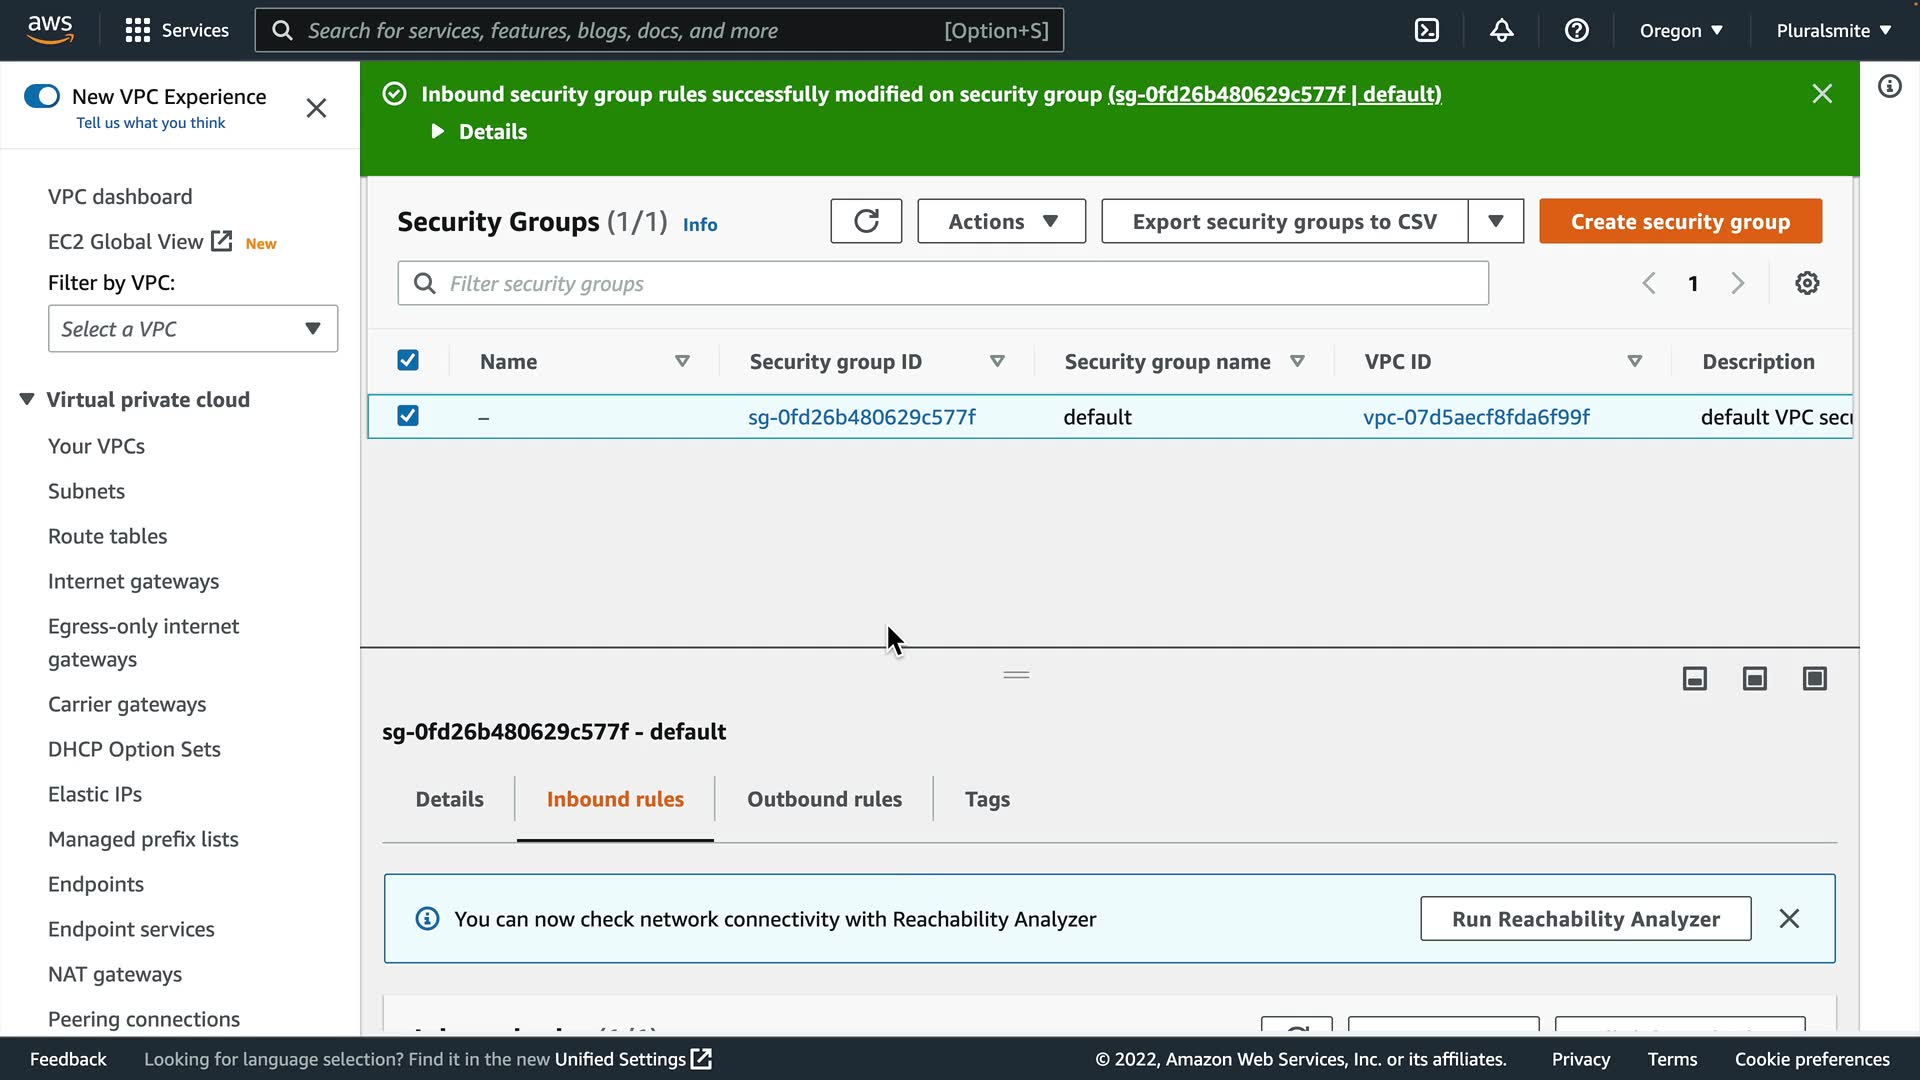 aws
Services
Search for services, features, blogs, docs, and more
[Option+S]
Oregon
Pluralsmite
New VPC Experience
Tell us what you think
VPC dashboard
EC2 Global View New
Filter by VPC:
Select a VPC
Virtual private cloud
Your VPCs
Subnets
Route tables
Internet gateways
Egress-only internet
gateways
Carrier gateways
DHCP Option Sets
Elastic IPs
Managed prefix lists
Endpoints
Endpoint services
NAT gateways
Peering connections
Inbound security group rules successfully modified on security group (sg-0fd26b480629c577f | default)
Details
Security Groups (1/1) Info
Actions
Export security groups to CSV
Create security group
Filter security groups
1
Name
Security group ID
Security group name
VPC ID
Description
–
sg-0fd26b480629c577f
default
vpc-07d5aecf8fda6f99f
default VPC secu
sg-0fd26b480629c577f - default
Details
Inbound rules
Outbound rules
Tags
You can now check network connectivity with Reachability Analyzer
Run Reachability Analyzer
Feedback
Looking for language selection? Find it in the new Unified Settings
© 2022, Amazon Web Services, Inc. or its affiliates.
Privacy
Terms
Cookie preferences